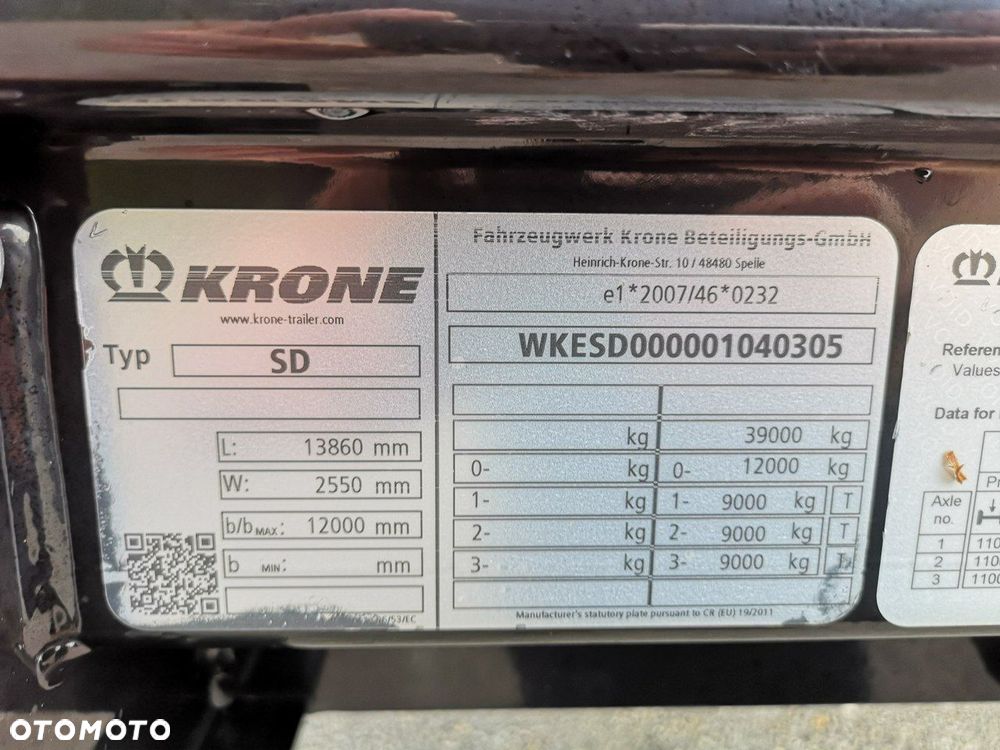 KRONE
www.krone-trailer.com
Typ SD
L: 13860 mm
W: 2550 mm
b/b MAX: 12000 mm
b MIN: mm
/53/EC
Fahrzeugwerk Krone Beteiligungs-GmbH
Heinrich-Krone-Str. 10 / 48480 Spelle
e1*2007/46*0232
WKESD000001040305
kg 39000 kg
0- kg 0- 12000 kg
1- kg 1- 9000 kg T
2- kg 2- 9000 kg T
3- kg 3- 9000 kg T
Manufacturer's statutory plate pursuant to CR (EU) 19/2011
Values
Data for
Axle
no.
1
2
3
OTOMOTO